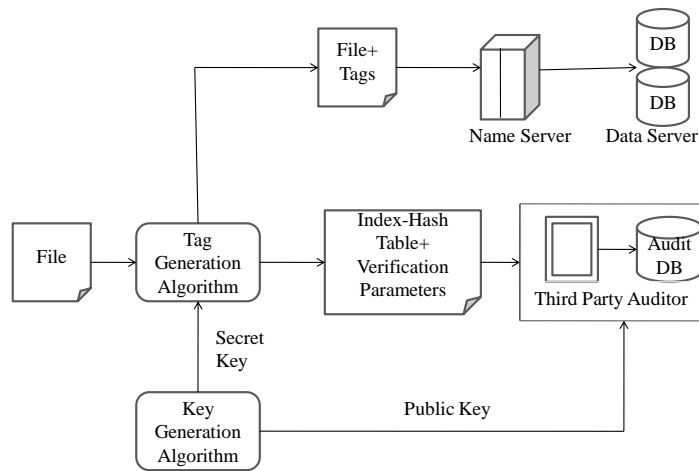 File+
Tags
DB
DB
Name Server
Data Server
File
Tag
Generation
Algorithm
Index-Hash
Table+
Verification
Parameters
Audit
DB
Third Party Auditor
Secret
Key
Key
Generation
Algorithm
Public Key